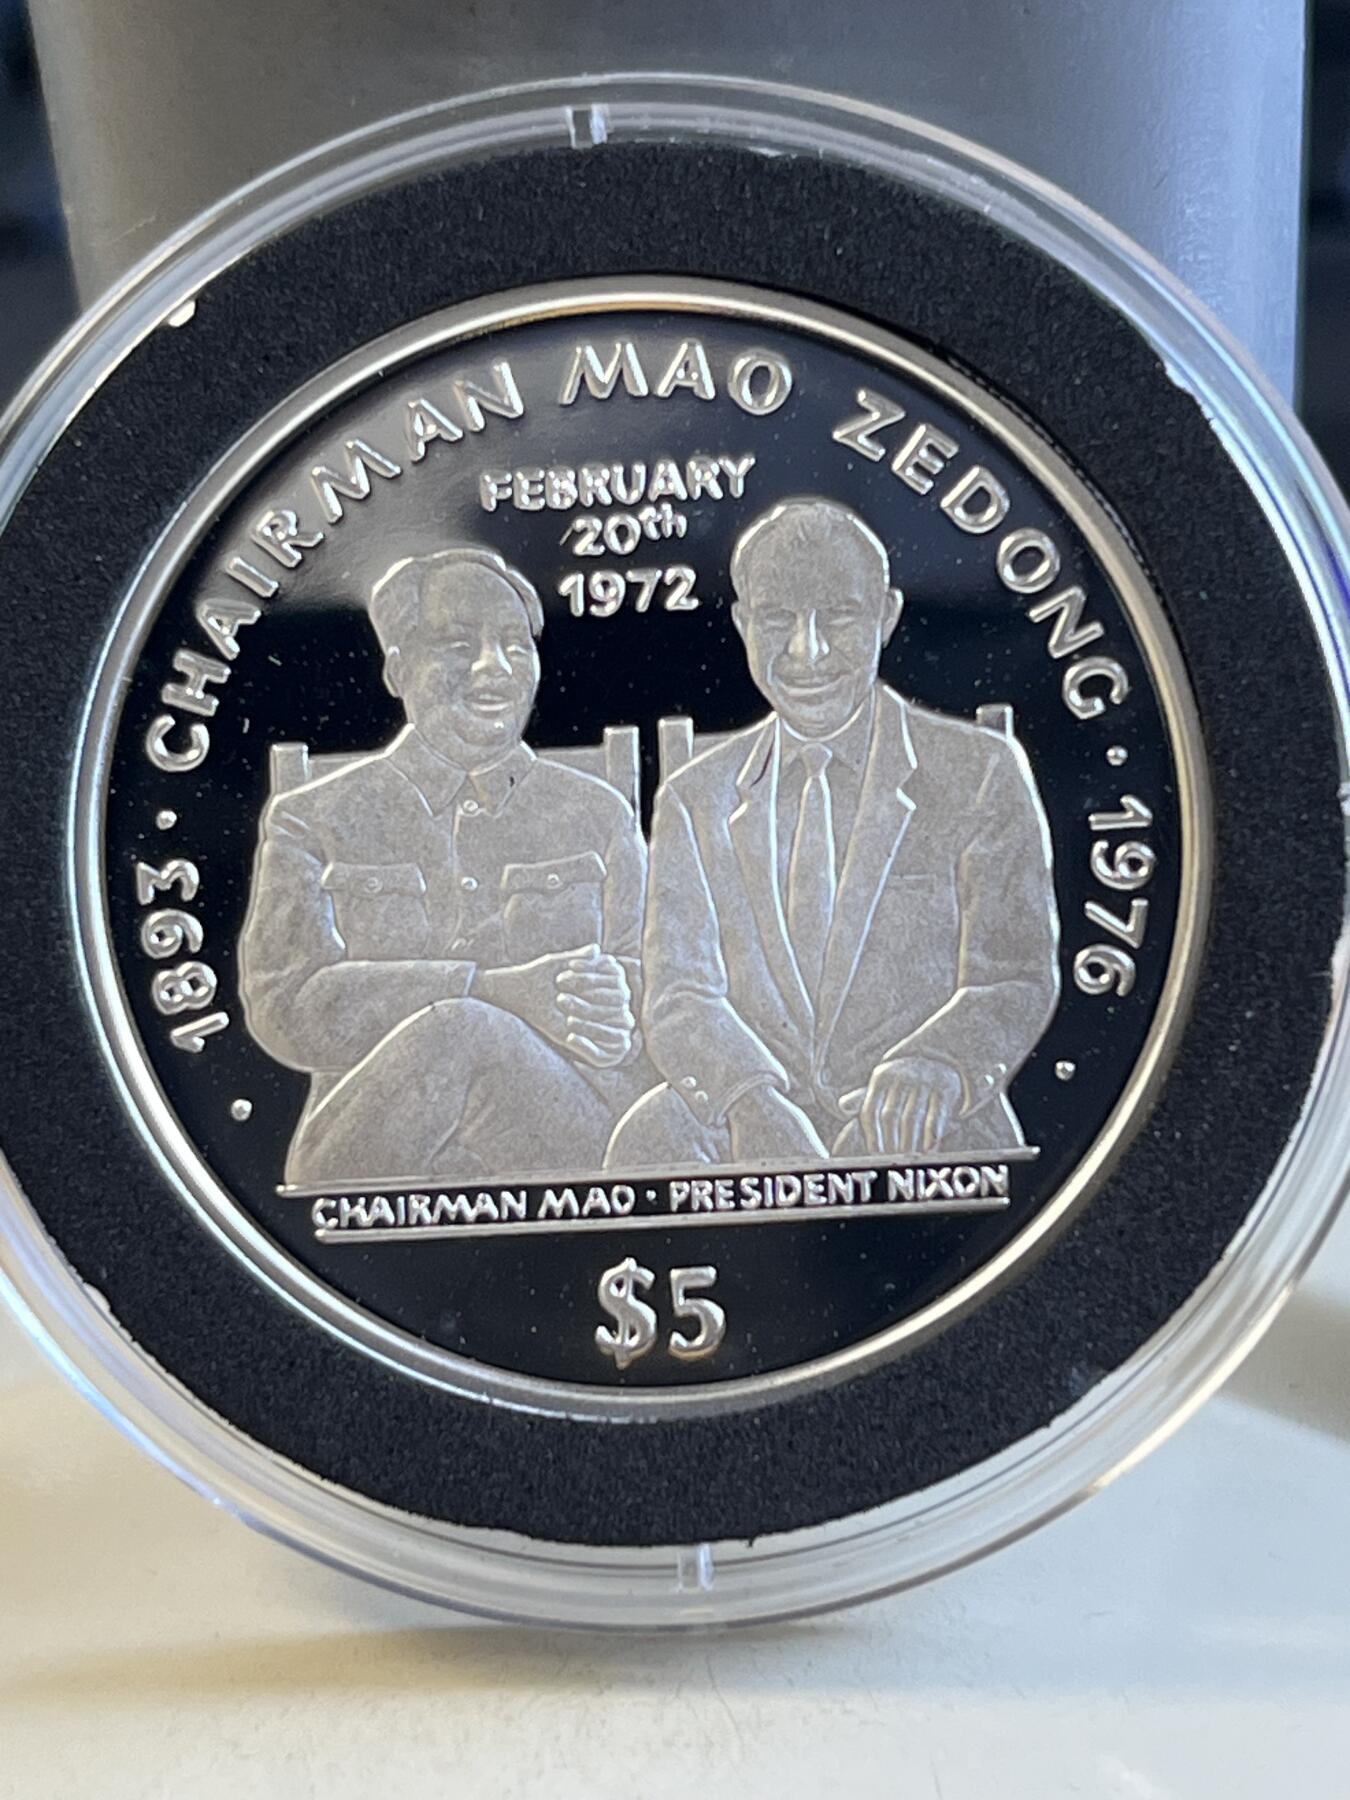 1893 · CHAIRMAN MAO ZEDONG · 1976
FEBRUARY
20th
1972
CHAIRMAN MAO · PRESIDENT NIXON
$5